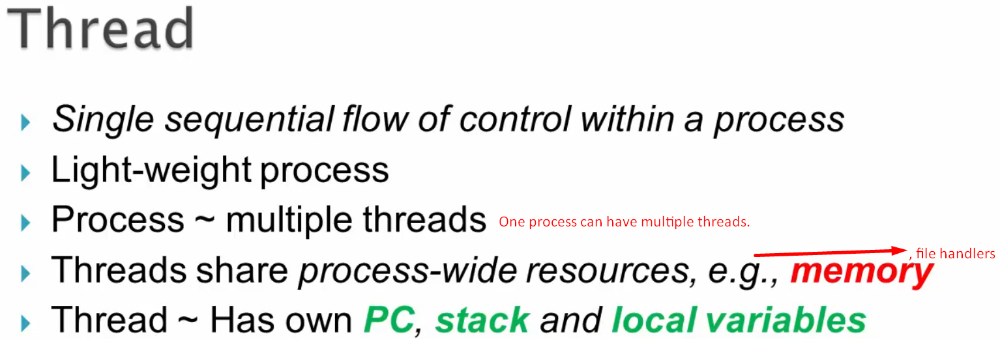 Thread
Single sequential flow of control within a process
Light-weight process
Process ~ multiple threads One process can have multiple threads.
, file handlers
Threads share process-wide resources, e.g., memory
Thread ~ Has own PC, stack and local variables